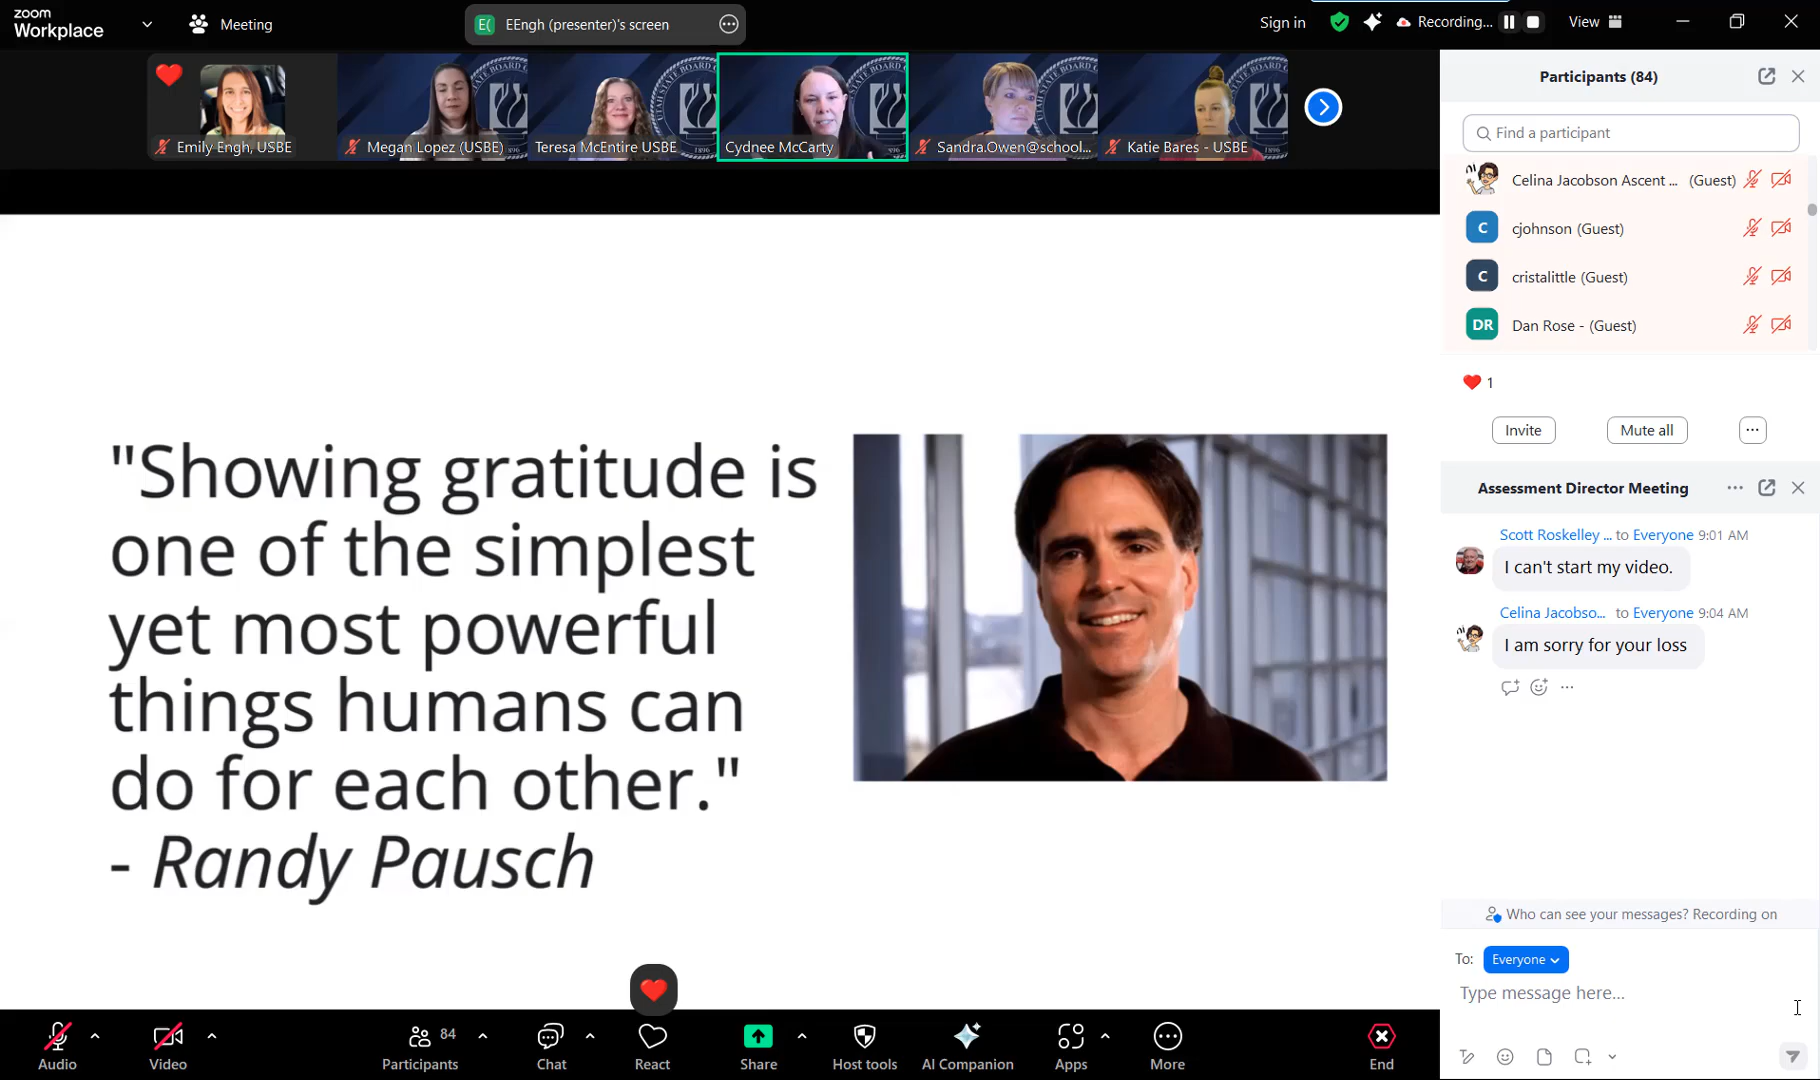 zoom
Workplace
Meeting
E( EEngh (presenter)'s screen
Sign in
Recording...
View
Emily Engh, USBE
Megan Lopez (USBE)
Teresa McEntire USBE
Cydnee McCarty
Sandra.Owen@school...
Katie Bares - USBE
"Showing gratitude is
one of the simplest
yet most powerful
things humans can
do for each other."
- Randy Pausch
Participants (84)
Find a participant
Celina Jacobson Ascent ... (Guest)
C cjohnson (Guest)
C cristalittle (Guest)
DR Dan Rose - (Guest)
1
Invite
Mute all
Assessment Director Meeting
Scott Roskelley ... to Everyone 9:01 AM
I can't start my video.
Celina Jacobso... to Everyone 9:04 AM
I am sorry for your loss
Who can see your messages? Recording on
To: Everyone
Type message here...
Audio
Video
84
Participants
Chat
React
Share
Host tools
AI Companion
Apps
More
End